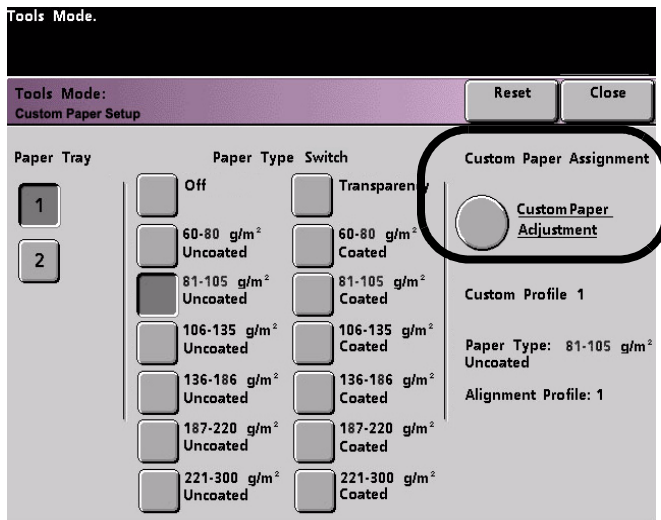 Tools Mode.
Tools Mode:
Custom Paper Setup
Reset
Close
Paper Tray
1
2
Paper Type Switch
Off
60-80 g/m²
Uncoated
81-105 g/m²
Uncoated
106-135 g/m²
Uncoated
136-186 g/m²
Uncoated
187-220 g/m²
Uncoated
221-300 g/m²
Uncoated
Transparency
60-80 g/m²
Coated
81-105 g/m²
Coated
106-135 g/m²
Coated
136-186 g/m²
Coated
187-220 g/m²
Coated
221-300 g/m²
Coated
Custom Paper Assignment
Custom Paper
Adjustment
Custom Profile 1
Paper Type: 81-105 g/m²
Uncoated
Alignment Profile: 1